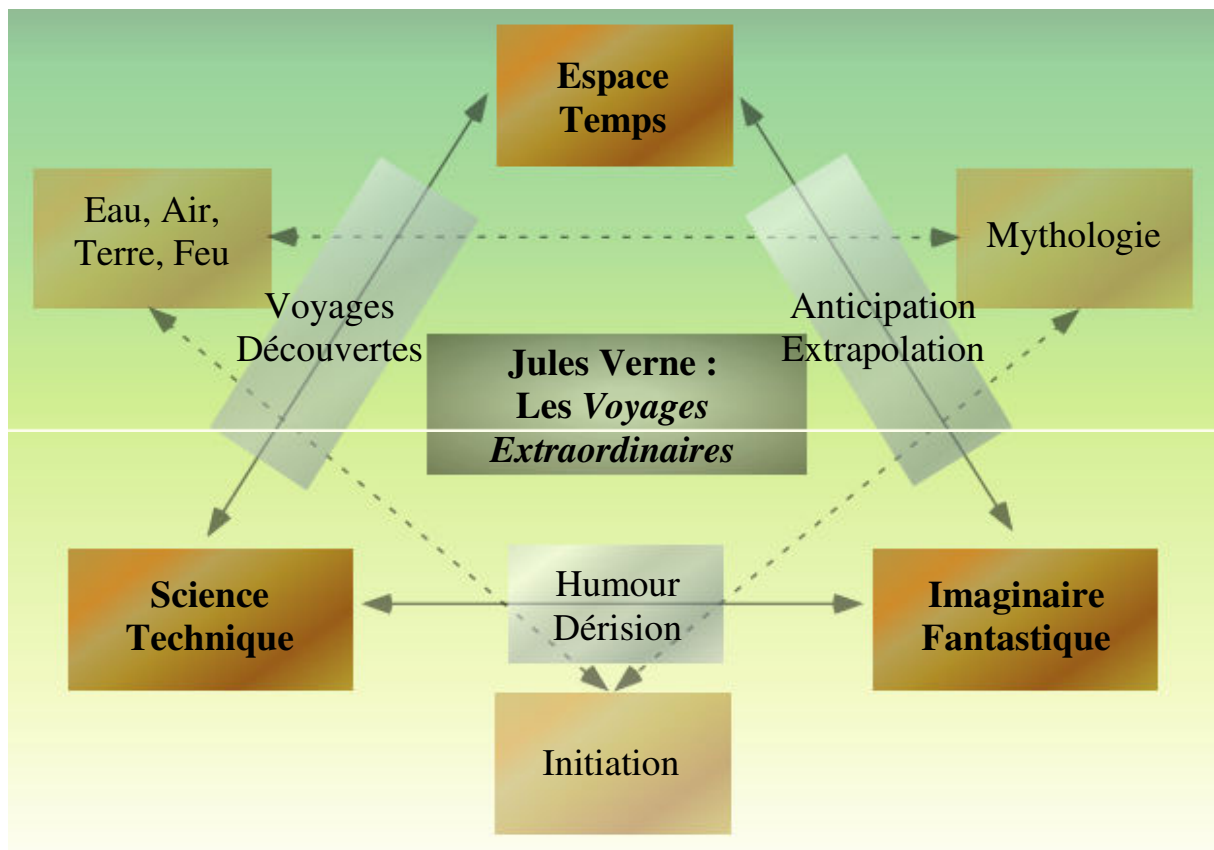 Espace
Temps
Eau, Air,
Terre, Feu
Mythologie
Voyages
Découvertes
Anticipation
Extrapolation
Jules Verne :
Les Voyages
Extraordinaires
Science
Technique
Humour
Dérision
Imaginaire
Fantastique
Initiation